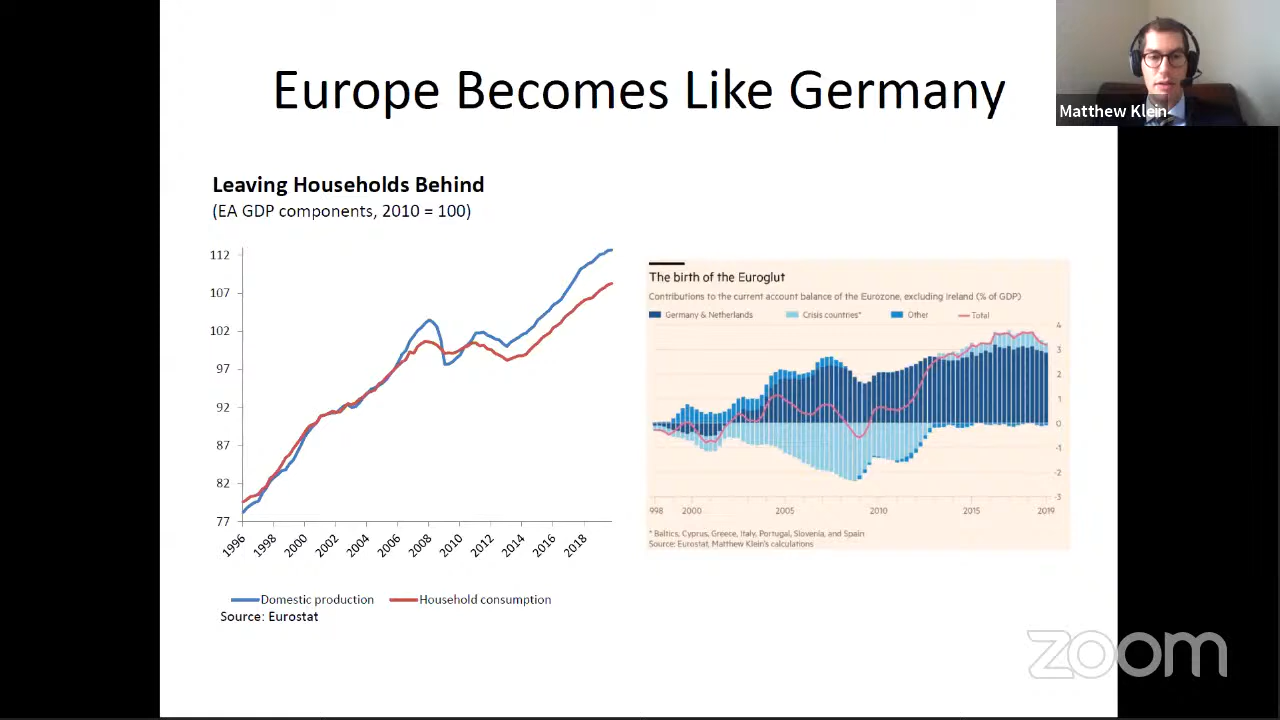 Europe Becomes Like Germany
Matthew Klein
Leaving Households Behind
(EA GDP components, 2010 = 100)
112
107
102
97
92
87
82
77
1996
1998
2000
2002
2004
2006
2008
2010
2012
2014
2016
2018
Domestic production
Household consumption
Source: Eurostat
The birth of the Euroglut
Contributions to the current account balance of the Eurozone, excluding Ireland (% of GDP)
Germany & Netherlands
Crisis countries*
Other
Total
4
3
2
1
0
-1
-2
-3
998
2000
2005
2010
2015
2019
* Baltics, Cyprus, Greece, Italy, Portugal, Slovenia, and Spain
Source: Eurostat, Matthew Klein's calculations
zoom